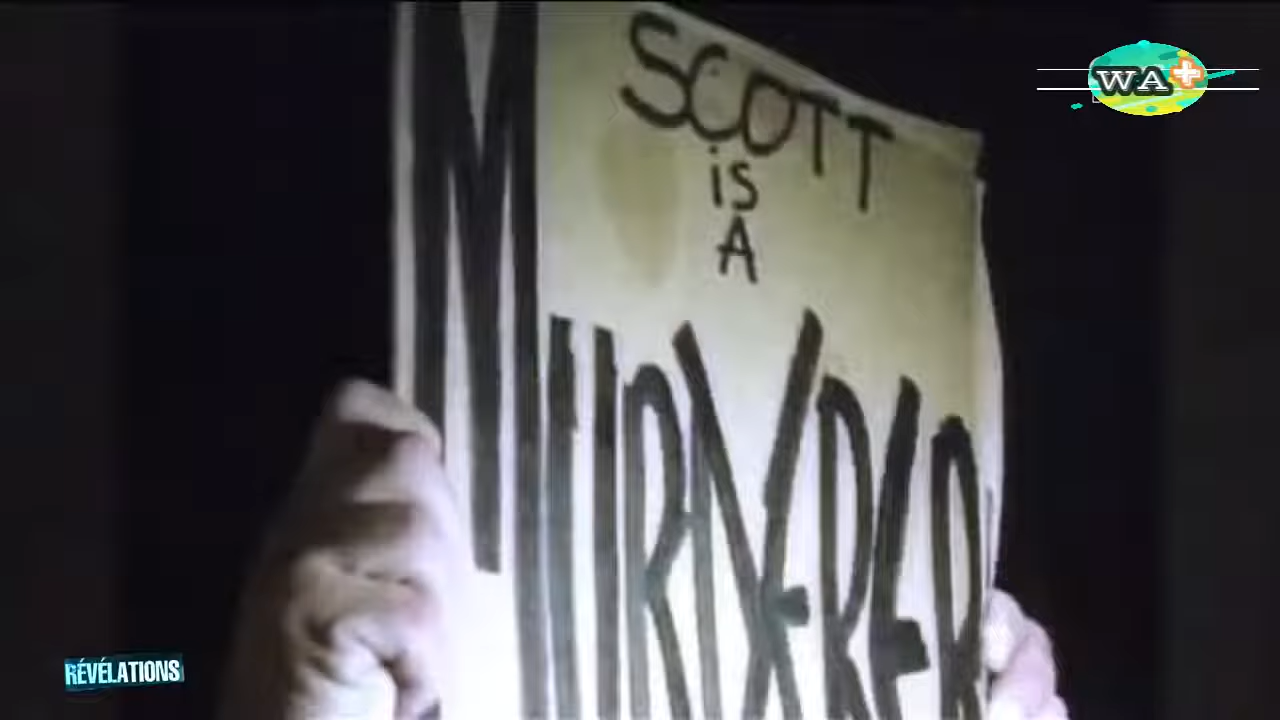 SCOTT
iS
A
MURDERER
WA+
RÉVÉLATIONS